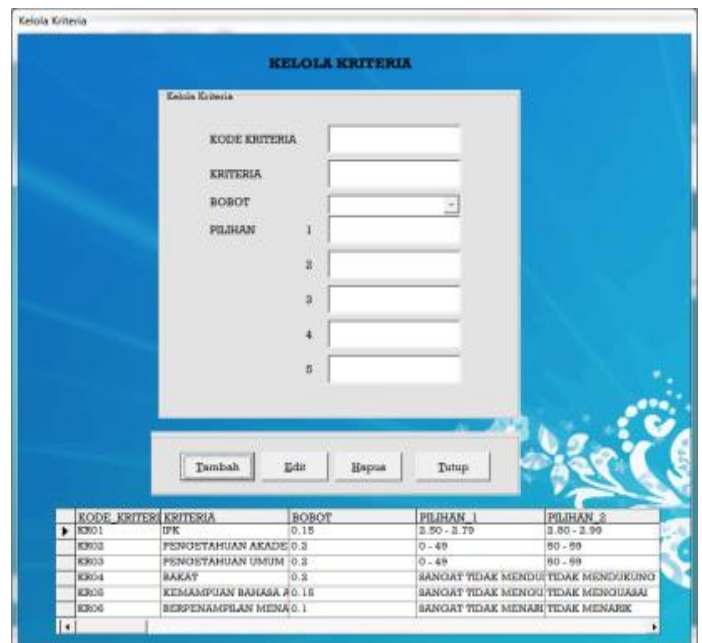 Kelola Kriteria
KELOLA KRITERIA
Kelola Kriteria
KODE KRITERIA
KRITERIA
BOBOT
PILIHAN 1
2
3
4
5
Tambah Edit Hapus Tutup
KODE_KRITERI KRITERIA BOBOT PILIHAN_1 PILIHAN_2
KR01 IPK 0.15 2.50 - 2.79 2.80 - 2.99
KR02 PENGETAHUAN AKADE 0.2 0 - 49 50 - 59
KR03 PENGETAHUAN UMUM 0.2 0 - 49 50 - 59
KR04 BAKAT 0.2 SANGAT TIDAK MENDU TIDAK MENDUKUNG
KR05 KEMAMPUAN BAHASA A 0.15 SANGAT TIDAK MENGU TIDAK MENGUASAI
KR06 BERPENAMPILAN MENA 0.1 SANGAT TIDAK MENARI TIDAK MENARIK